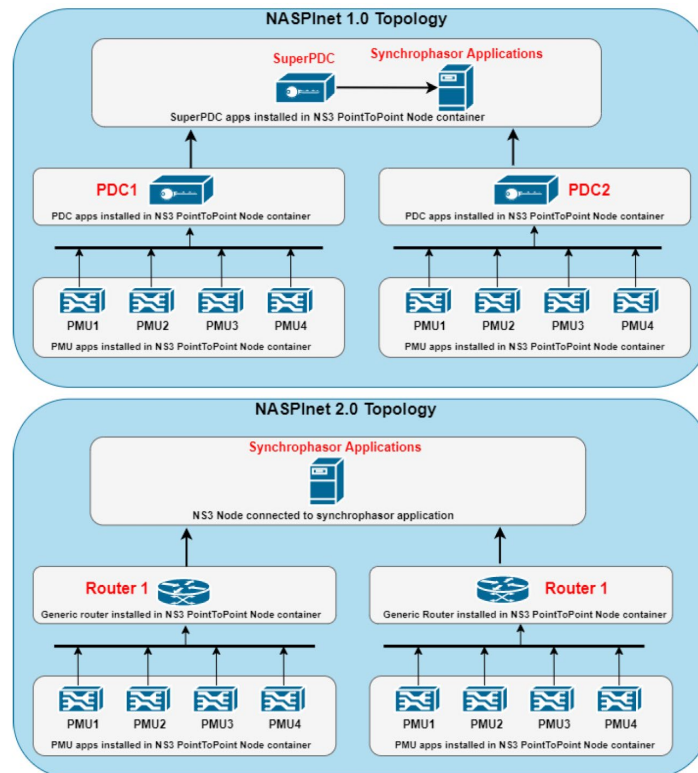 NASPInet 1.0 Topology
SuperPDC
Synchrophasor Applications
SuperPDC apps installed in NS3 PointToPoint Node container
PDC1
PDC2
PDC apps installed in NS3 PointToPoint Node container
PDC apps installed in NS3 PointToPoint Node container
PMU1 PMU2 PMU3 PMU4
PMU apps installed in NS3 PointToPoint Node container
PMU1 PMU2 PMU3 PMU4
PMU apps installed in NS3 PointToPoint Node container
NASPInet 2.0 Topology
Synchrophasor Applications
NS3 Node connected to synchrophasor application
Router 1
Router 1
Generic router installed in NS3 PointToPoint Node container
Generic Router installed in NS3 PointToPoint Node container
PMU1 PMU2 PMU3 PMU4
PMU apps installed in NS3 PointToPoint Node container
PMU1 PMU2 PMU3 PMU4
PMU apps installed in NS3 PointToPoint Node container